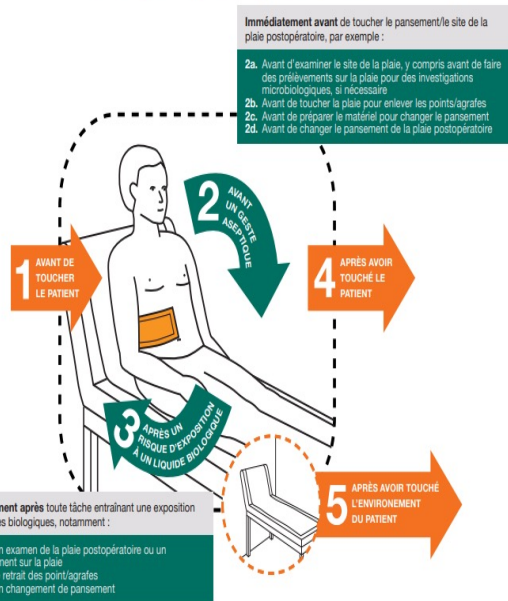 Immédiatement avant de toucher le pansement/le site de la
plaie postopératoire, par exemple :
2a. Avant d'examiner le site de la plaie, y compris avant de faire
des prélèvements sur la plaie pour des investigations
microbiologiques, si nécessaire
2b. Avant de toucher la plaie pour enlever les points/agrafes
2c. Avant de préparer le matériel pour changer le pansement
2d. Avant de changer le pansement de la plaie postopératoire
1 AVANT DE
TOUCHER
LE PATIENT
2 AVANT
UN GESTE
ASEPTIQUE
4 APRÈS AVOIR
TOUCHÉ LE
PATIENT
3 APRÈS UN
RISQUE D'EXPOSITION
À UN LIQUIDE BIOLOGIQUE
5 APRÈS AVOIR TOUCHÉ
L'ENVIRONEMENT
DU PATIENT
après toute tâche entraînant une exposition
biologiques, notamment :
examen de la plaie postopératoire ou un
sur la plaie
retrait des point/agrafes
changement de pansement